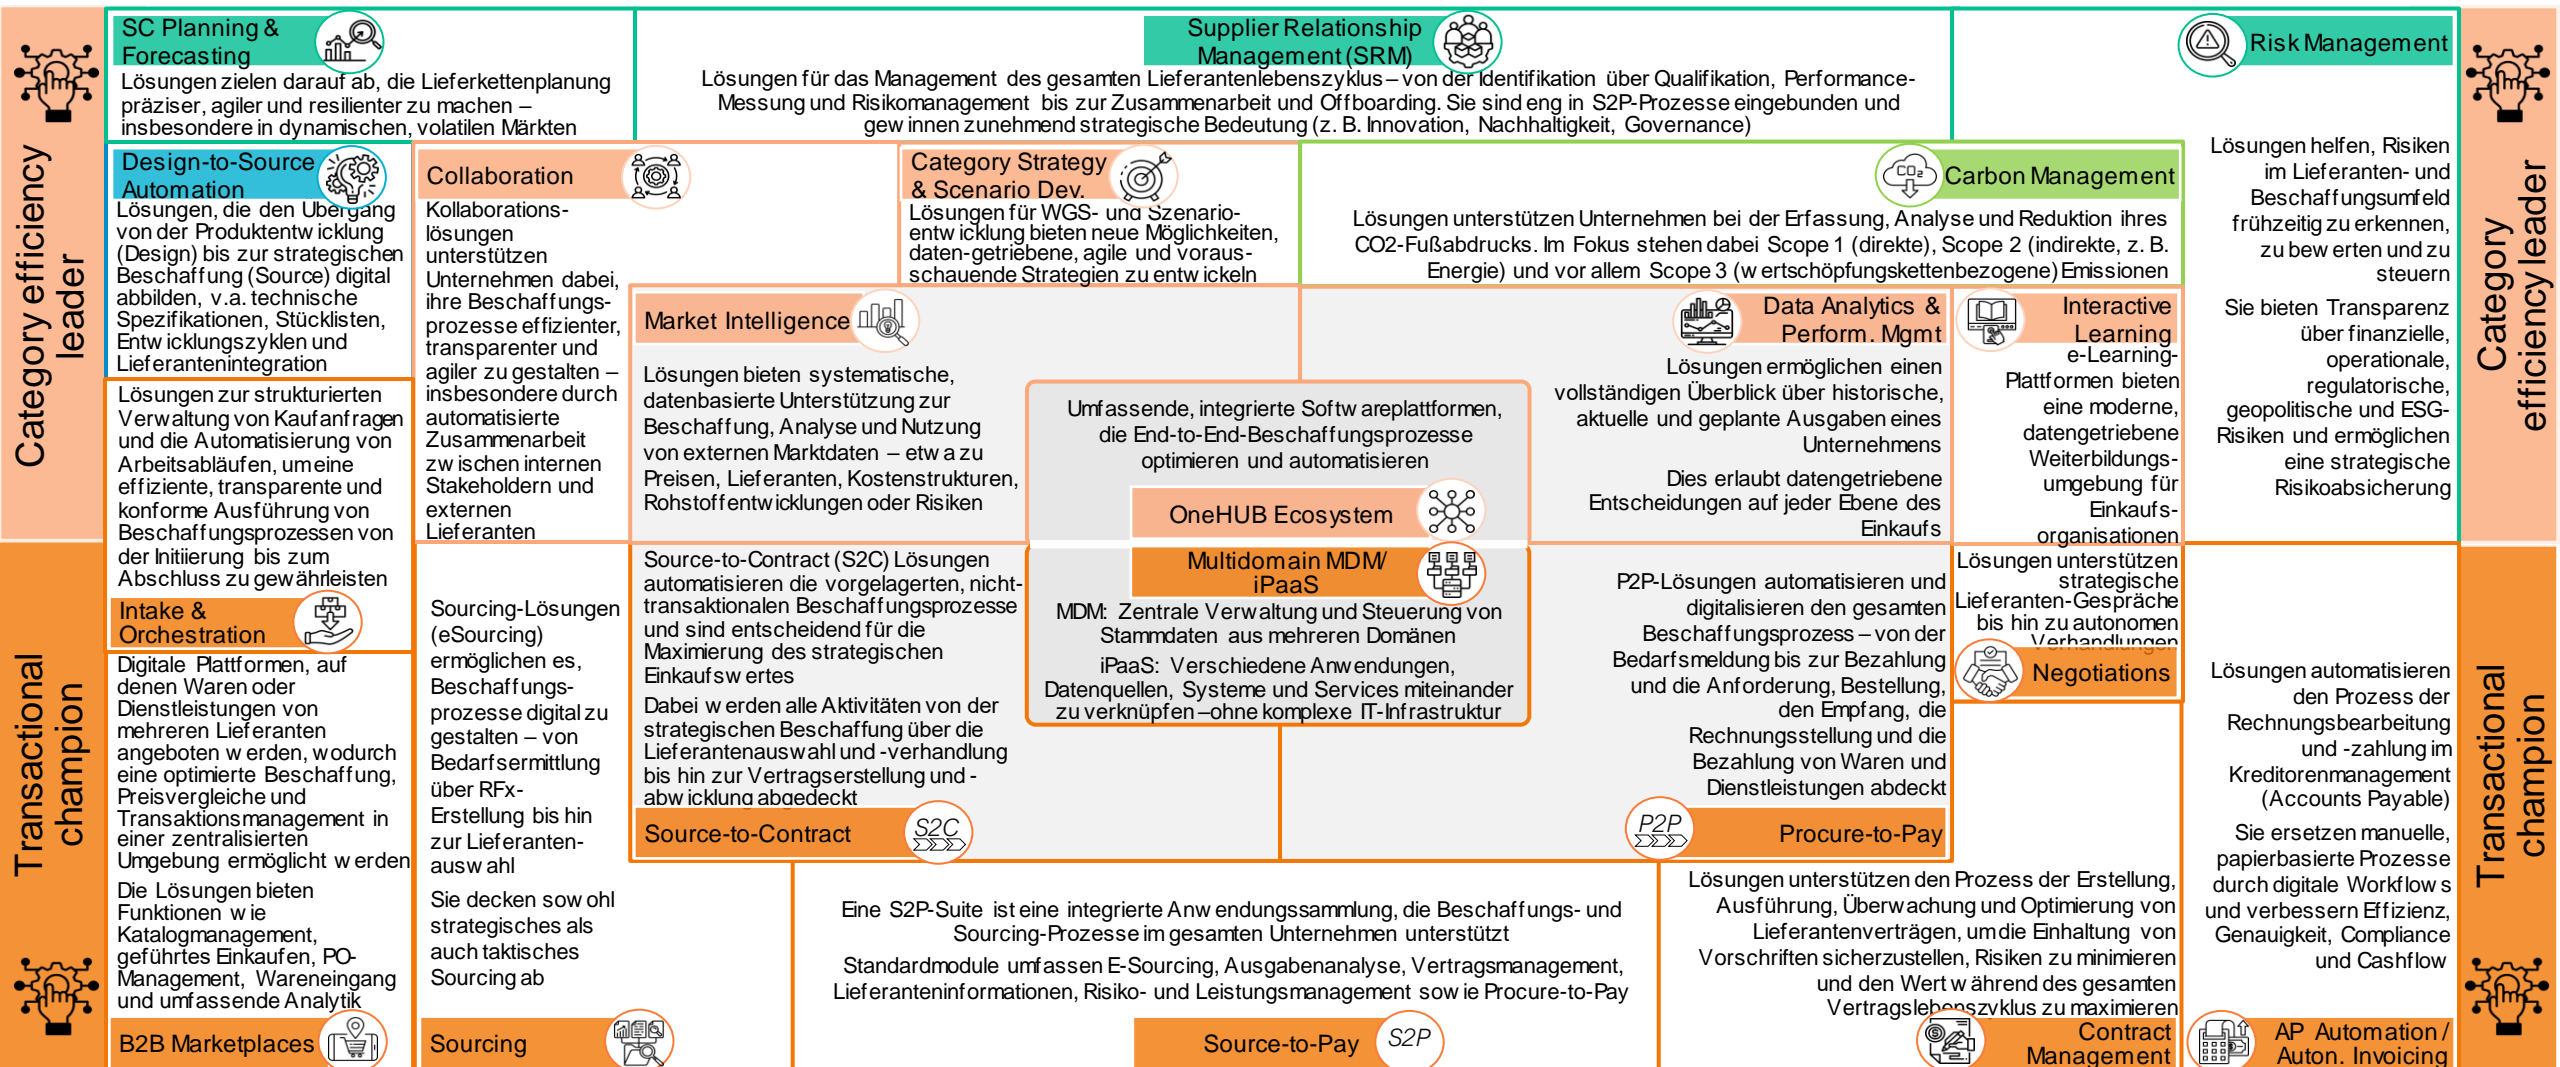 Category efficiency
leader
Transactional
champion
SC Planning &
Forecasting
Lösungen zielen darauf ab, die Lieferkettenplanung
präziser, agiler und resilienter zu machen –
insbesondere in dynamischen, volatilen Märkten
Supplier Relationship
Management (SRM)
Lösungen für das Management des gesamten Lieferantenlebenszyklus – von der Identifikation über Qualifikation, Performance-
Messung und Risikomanagement bis zur Zusammenarbeit und Offboarding. Sie sind eng in S2P-Prozesse eingebunden und
gewinnen zunehmend strategische Bedeutung (z. B. Innovation, Nachhaltigkeit, Governance)
Risk Management
Lösungen helfen, Risiken
im Lieferanten- und
Beschaffungsumfeld
frühzeitig zu erkennen,
zu bewerten und zu
steuern
Sie bieten Transparenz
über finanzielle,
operationale,
regulatorische,
geopolitische und ESG-
Risiken und ermöglichen
eine strategische
Risikoabsicherung
Design-to-Source
Automation
Lösungen, die den Übergang
von der Produktentwicklung
(Design) bis zur strategischen
Beschaffung (Source) digital
abbilden, v.a. technische
Spezifikationen, Stücklisten,
Entwicklungszyklen und
Lieferantenintegration
Collaboration
Kollaborations-
lösungen
unterstützen
Unternehmen dabei,
ihre Beschaffungs-
prozesse effizienter,
transparenter und
agiler zu gestalten –
insbesondere durch
automatisierte
Zusammenarbeit
zwischen internen
Stakeholdern und
externen
Lieferanten
Category Strategy
& Scenario Dev.
Lösungen für WGS- und Szenario-
entwicklung bieten neue Möglichkeiten,
daten-getriebene, agile und voraus-
schauende Strategien zu entwickeln
CO2
Carbon Management
Lösungen unterstützen Unternehmen bei der Erfassung, Analyse und Reduktion ihres
CO2-Fußabdrucks. Im Fokus stehen dabei Scope 1 (direkte), Scope 2 (indirekte, z. B.
Energie) und vor allem Scope 3 (wertschöpfungskettenbezogene) Emissionen
Market Intelligence
Lösungen bieten systematische,
datenbasierte Unterstützung zur
Beschaffung, Analyse und Nutzung
von externen Marktdaten – etwa zu
Preisen, Lieferanten, Kostenstrukturen,
Rohstoffentwicklungen oder Risiken
Data Analytics &
Perform. Mgmt
Lösungen ermöglichen einen
vollständigen Überblick über historische,
aktuelle und geplante Ausgaben eines
Unternehmens
Dies erlaubt datengetriebene
Entscheidungen auf jeder Ebene des
Einkaufs
Interactive
Learning
e-Learning-
Plattformen bieten
eine moderne,
datengetriebene
Weiterbildungs-
umgebung für
Einkaufs-
organisationen
Umfassende, integrierte Softwareplattformen,
die End-to-End-Beschaffungsprozesse
optimieren und automatisieren
OneHUB Ecosystem
Multidomain MDM/
iPaaS
MDM: Zentrale Verwaltung und Steuerung von
Stammdaten aus mehreren Domänen
iPaaS: Verschiedene Anwendungen,
Datenquellen, Systeme und Services miteinander
zu verknüpfen –ohne komplexe IT-Infrastruktur
Lösungen zur strukturierten
Verwaltung von Kaufanfragen
und die Automatisierung von
Arbeitsabläufen, um eine
effiziente, transparente und
konforme Ausführung von
Beschaffungsprozessen von
der Initiierung bis zum
Abschluss zu gewährleisten
Intake &
Orchestration
Digitale Plattformen, auf
denen Waren oder
Dienstleistungen von
mehreren Lieferanten
angeboten werden, wodurch
eine optimierte Beschaffung,
Preisvergleiche und
Transaktionsmanagement in
einer zentralisierten
Umgebung ermöglicht werden
Die Lösungen bieten
Funktionen wie
Katalogmanagement,
geführtes Einkaufen, PO-
Management, Wareneingang
und umfassende Analytik
B2B Marketplaces
Sourcing-Lösungen
(eSourcing)
ermöglichen es,
Beschaffungs-
prozesse digital zu
gestalten – von
Bedarfsermittlung
über RFx-
Erstellung bis hin
zur Lieferanten-
auswahl
Sie decken sowohl
strategisches als
auch taktisches
Sourcing ab
Sourcing
Source-to-Contract (S2C) Lösungen
automatisieren die vorgelagerten, nicht-
transaktionalen Beschaffungsprozesse
und sind entscheidend für die
Maximierung des strategischen
Einkaufswertes
Dabei werden alle Aktivitäten von der
strategischen Beschaffung über die
Lieferantenauswahl und -verhandlung
bis hin zur Vertragserstellung und -
abwicklung abgedeckt
Source-to-Contract
S2C
P2P-Lösungen automatisieren und
digitalisieren den gesamten
Beschaffungsprozess – von der
Bedarfsmeldung bis zur Bezahlung
und die Anforderung, Bestellung,
den Empfang, die
Rechnungsstellung und die
Bezahlung von Waren und
Dienstleistungen abdeckt
P2P
Procure-to-Pay
Lösungen unterstützen
strategische
Lieferanten-Gespräche
bis hin zu autonomen
Verhandlungen
Negotiations
Eine S2P-Suite ist eine integrierte Anwendungssammlung, die Beschaffungs- und
Sourcing-Prozesse im gesamten Unternehmen unterstützt
Standardmodule umfassen E-Sourcing, Ausgabenanalyse, Vertragsmanagement,
Lieferanteninformationen, Risiko- und Leistungsmanagement sowie Procure-to-Pay
Source-to-Pay
S2P
Lösungen unterstützen den Prozess der Erstellung,
Ausführung, Überwachung und Optimierung von
Lieferantenverträgen, um die Einhaltung von
Vorschriften sicherzustellen, Risiken zu minimieren
und den Wert während des gesamten
Vertragslebenszyklus zu maximieren
Contract
Management
Lösungen automatisieren
den Prozess der
Rechnungsbearbeitung
und -zahlung im
Kreditorenmanagement
(Accounts Payable)
Sie ersetzen manuelle,
papierbasierte Prozesse
durch digitale Workflows
und verbessern Effizienz,
Genauigkeit, Compliance
und Cashflow
AP Automation /
Auton. Invoicing
Category
efficiency leader
Transactional
champion